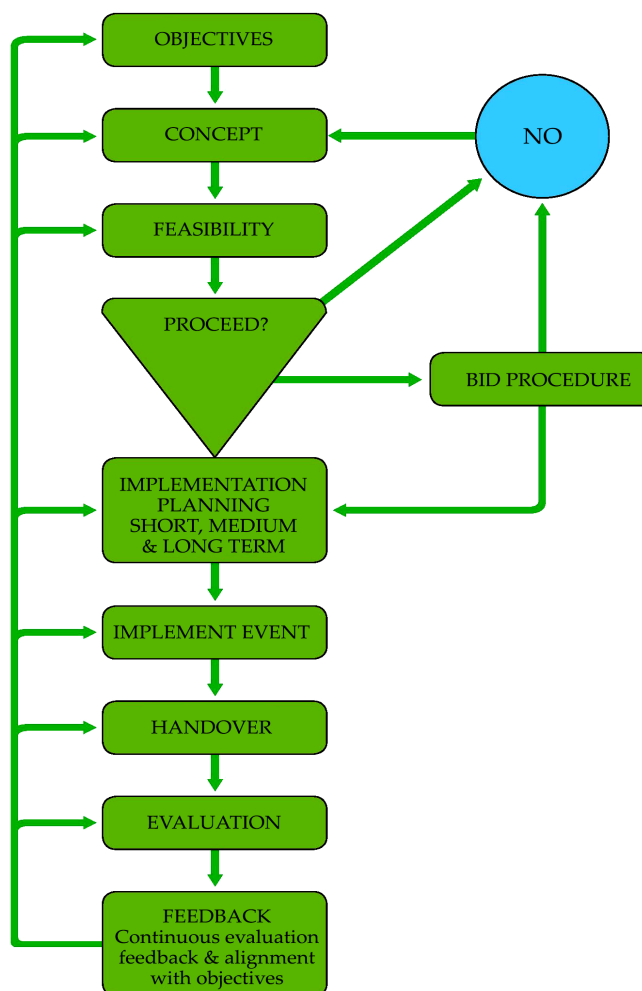 OBJECTIVES
CONCEPT
NO
FEASIBILITY
PROCEED?
BID PROCEDURE
IMPLEMENTATION
PLANNING
SHORT, MEDIUM
& LONG TERM
IMPLEMENT EVENT
HANDOVER
EVALUATION
FEEDBACK
Continuous evaluation
feedback & alignment
with objectives